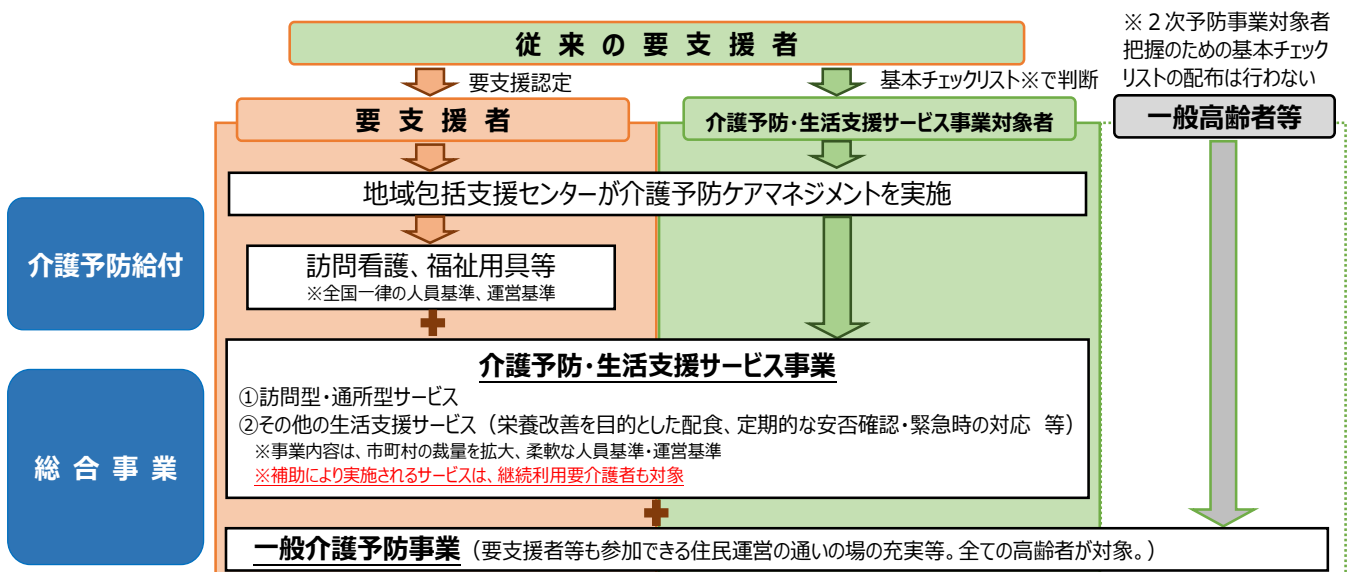 従来の要支援者
※２次予防事業対象者
把握のための基本チェック
リストの配布は行わない
要支援認定
基本チェックリスト※で判断
要支援者
介護予防・生活支援サービス事業対象者
一般高齢者等
地域包括支援センターが介護予防ケアマネジメントを実施
介護予防給付
訪問看護、福祉用具等
※全国一律の人員基準、運営基準
総合事業
介護予防・生活支援サービス事業
①訪問型・通所型サービス
②その他の生活支援サービス（栄養改善を目的とした配食、定期的な安否確認・緊急時の対応 等）
※事業内容は、市町村の裁量を拡大、柔軟な人員基準・運営基準
※補助により実施されるサービスは、継続利用要介護者も対象
一般介護予防事業（要支援者等も参加できる住民運営の通いの場の充実等。全ての高齢者が対象。）